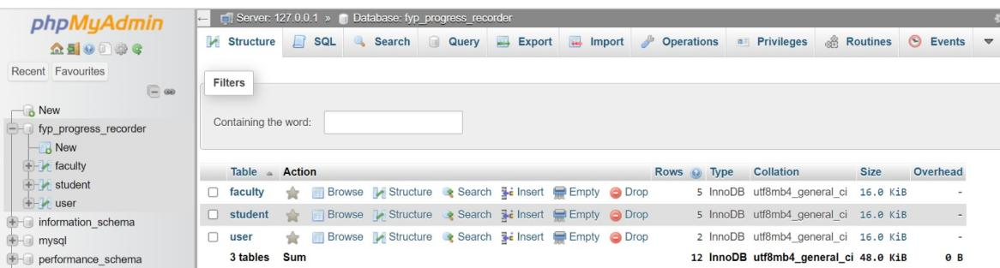 phpMyAdmin
Recent Favourites
New
fyp_progress_recorder
New
faculty
student
user
information_schema
mysql
performance_schema
Server: 127.0.0.1 » Database: fyp_progress_recorder
Structure SQL Search Query Export Import Operations Privileges Routines Events
Filters
Containing the word:
Table Action Rows Type Collation Size Overhead
faculty Browse Structure Search Insert Empty Drop 5 InnoDB utf8mb4_general_ci 16.0 KiB -
student Browse Structure Search Insert Empty Drop 5 InnoDB utf8mb4_general_ci 16.0 KiB -
user Browse Structure Search Insert Empty Drop 2 InnoDB utf8mb4_general_ci 16.0 KiB -
3 tables Sum 12 InnoDB utf8mb4_general_ci 48.0 KiB 0 B